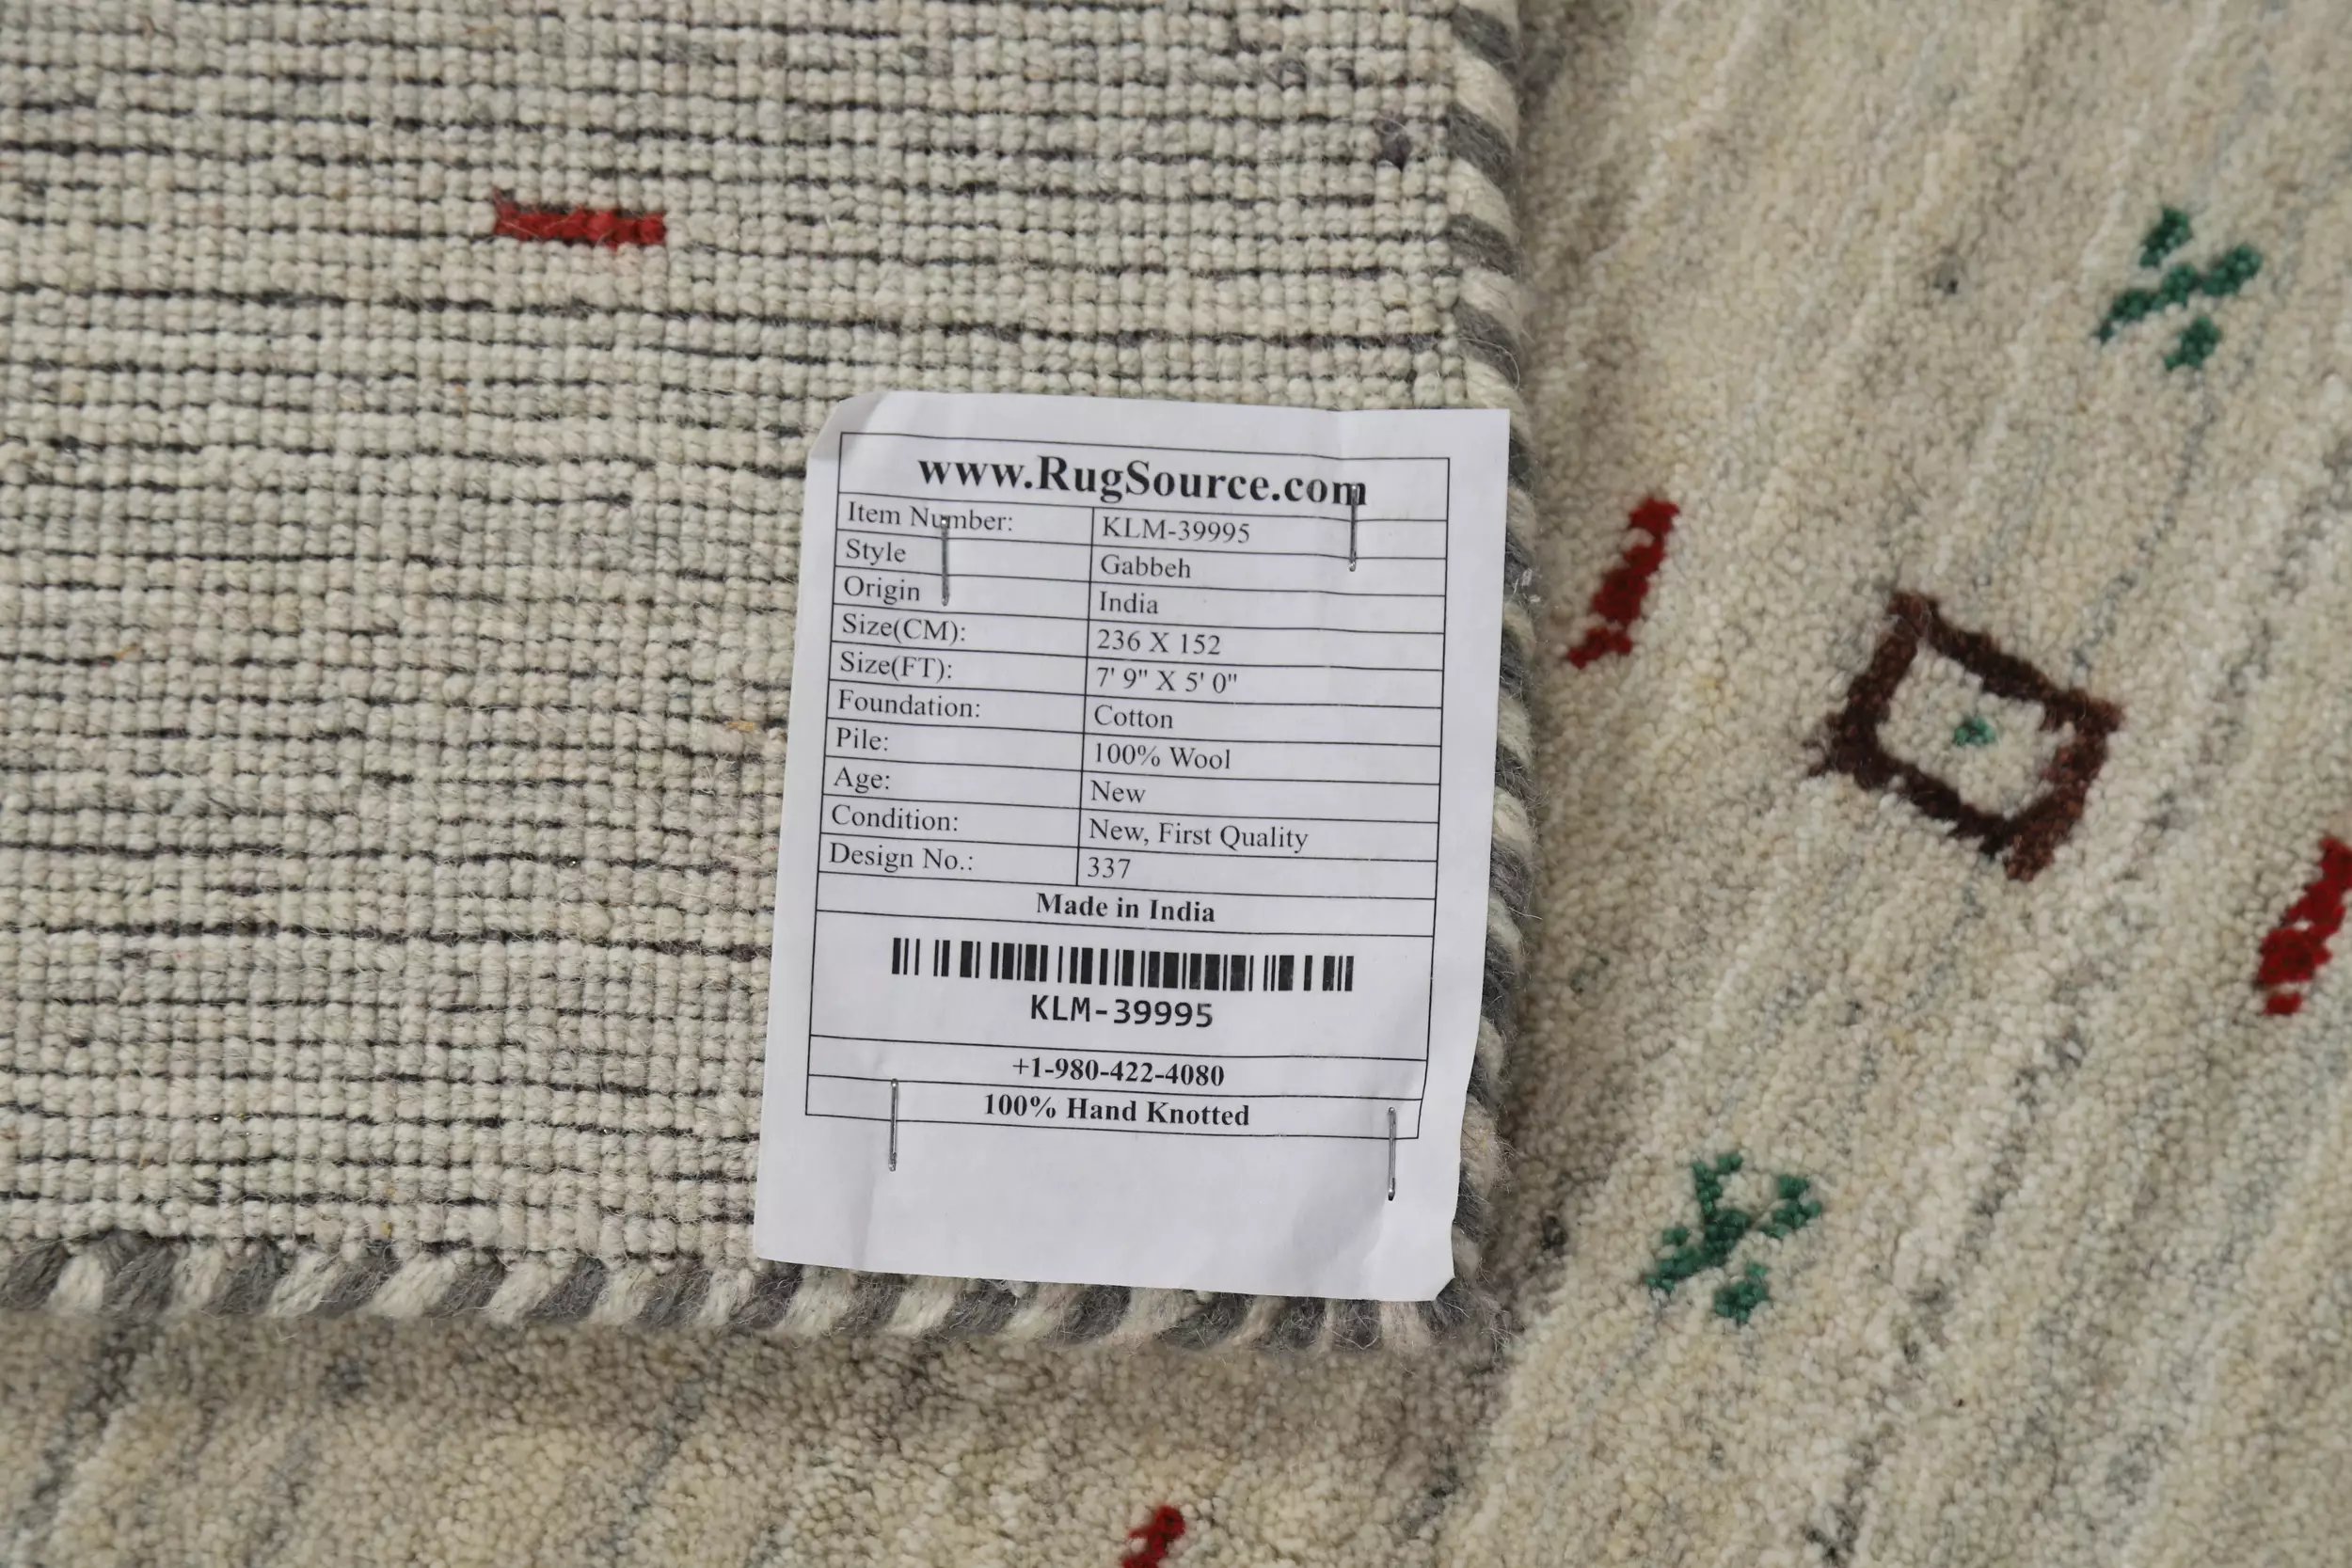 www.RugSource.com
Item Number: KLM-39995
Style Gabbeh
Origin India
Size(CM): 236 X 152
Size(FT): 7' 9" X 5' 0"
Foundation: Cotton
Pile: 100% Wool
Age: New
Condition: New, First Quality
Design No.: 337
Made in India
KLM-39995
+1-980-422-4080
100% Hand Knotted